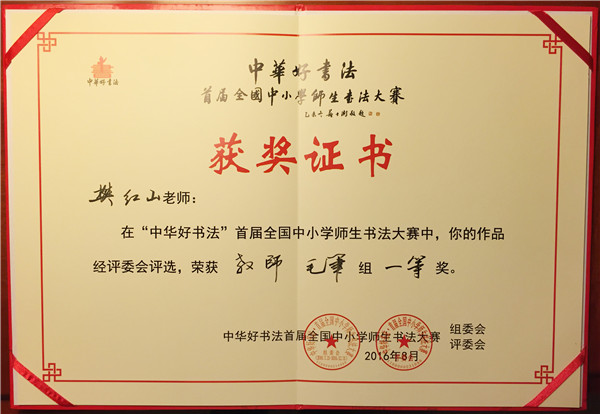 中华好书法
中華好書法
首届全國中小學師生書法大赛
获奖证书
樊红山老师:
在“中华好书法”首届全国中小学师生书法大赛中,你的作品
经评委会评选,荣获 教師 毛筆 组 一等 奖。
中华好书法首届全国中小学师生书法大赛 组委会
评委会
2016年8月